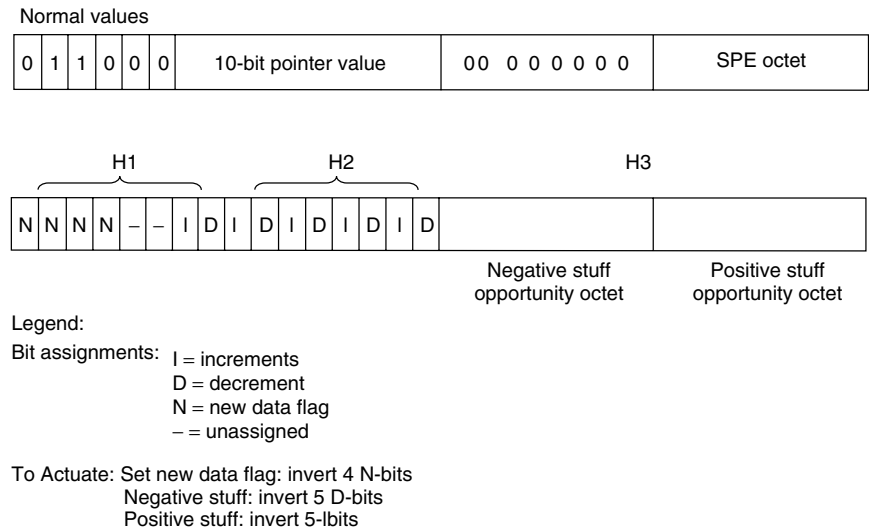 Normal values
0 1 1 0 0 0 10-bit pointer value 00 0 0 0 0 0 0 SPE octet
H1 H2 H3
N N N N – – I D I D I D I D I D
Negative stuff opportunity octet
Positive stuff opportunity octet
Legend:
Bit assignments: I = increments
D = decrement
N = new data flag
– = unassigned
To Actuate: Set new data flag: invert 4 N-bits
Negative stuff: invert 5 D-bits
Positive stuff: invert 5-Ibits